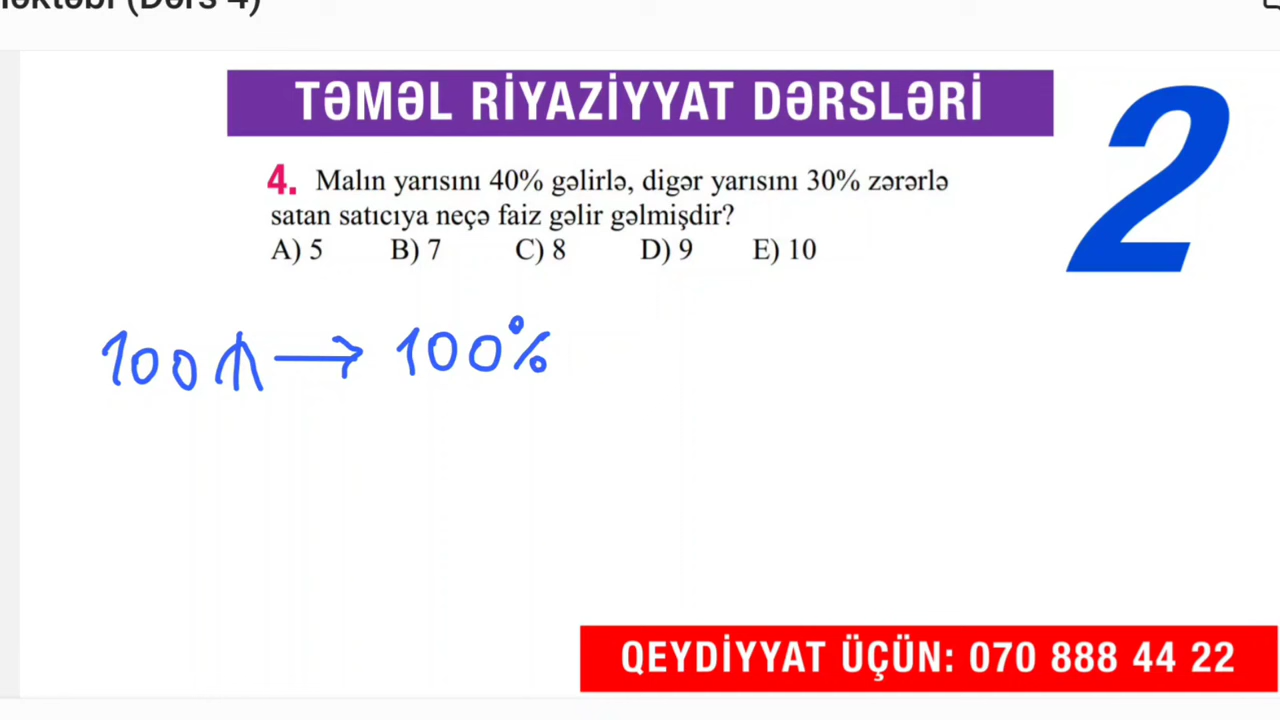 TƏMƏL RİYAZİYYAT DƏRSLƏRİ
2
4. Malın yarısını 40% gəlirlə, digər yarısını 30% zərərlə
satan satıcıya neçə faiz gəlir gəlmişdir?
A) 5 B) 7 C) 8 D) 9 E) 10
100 ₼ → 100%
QEYDİYYAT ÜÇÜN: 070 888 44 22